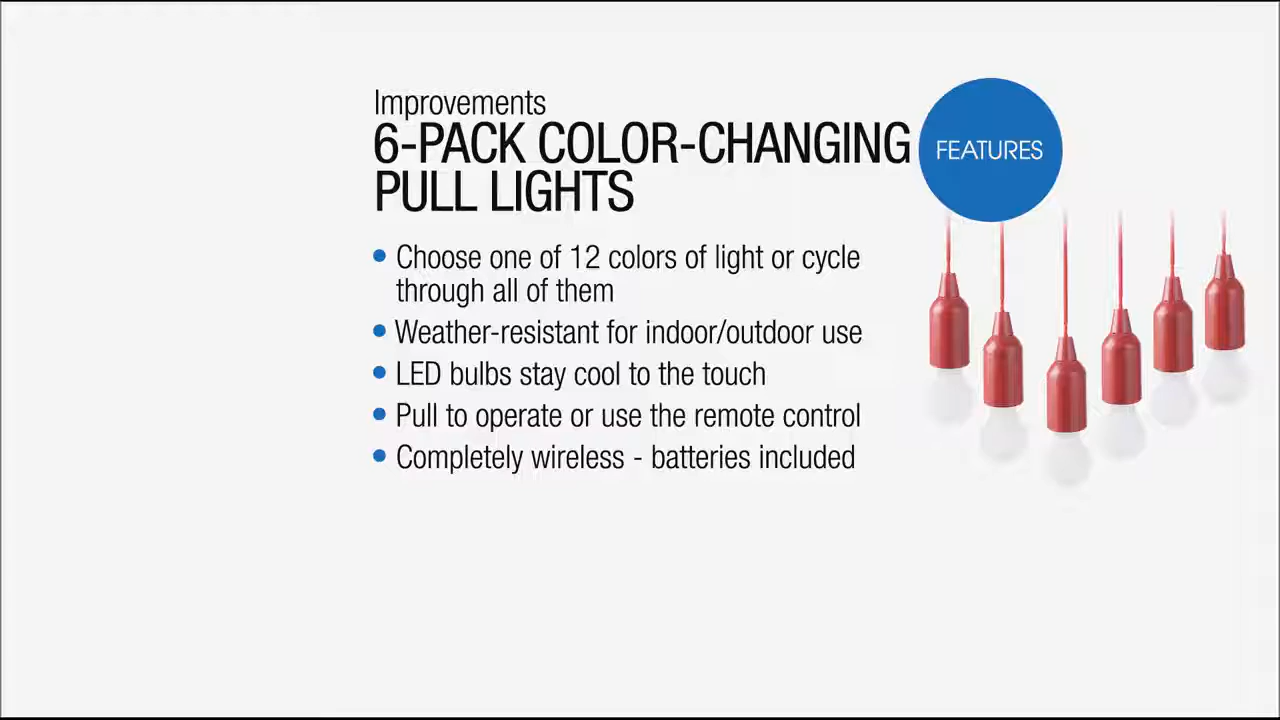 Improvements
6-PACK COLOR-CHANGING
PULL LIGHTS
FEATURES
• Choose one of 12 colors of light or cycle
through all of them
• Weather-resistant for indoor/outdoor use
• LED bulbs stay cool to the touch
• Pull to operate or use the remote control
• Completely wireless - batteries included